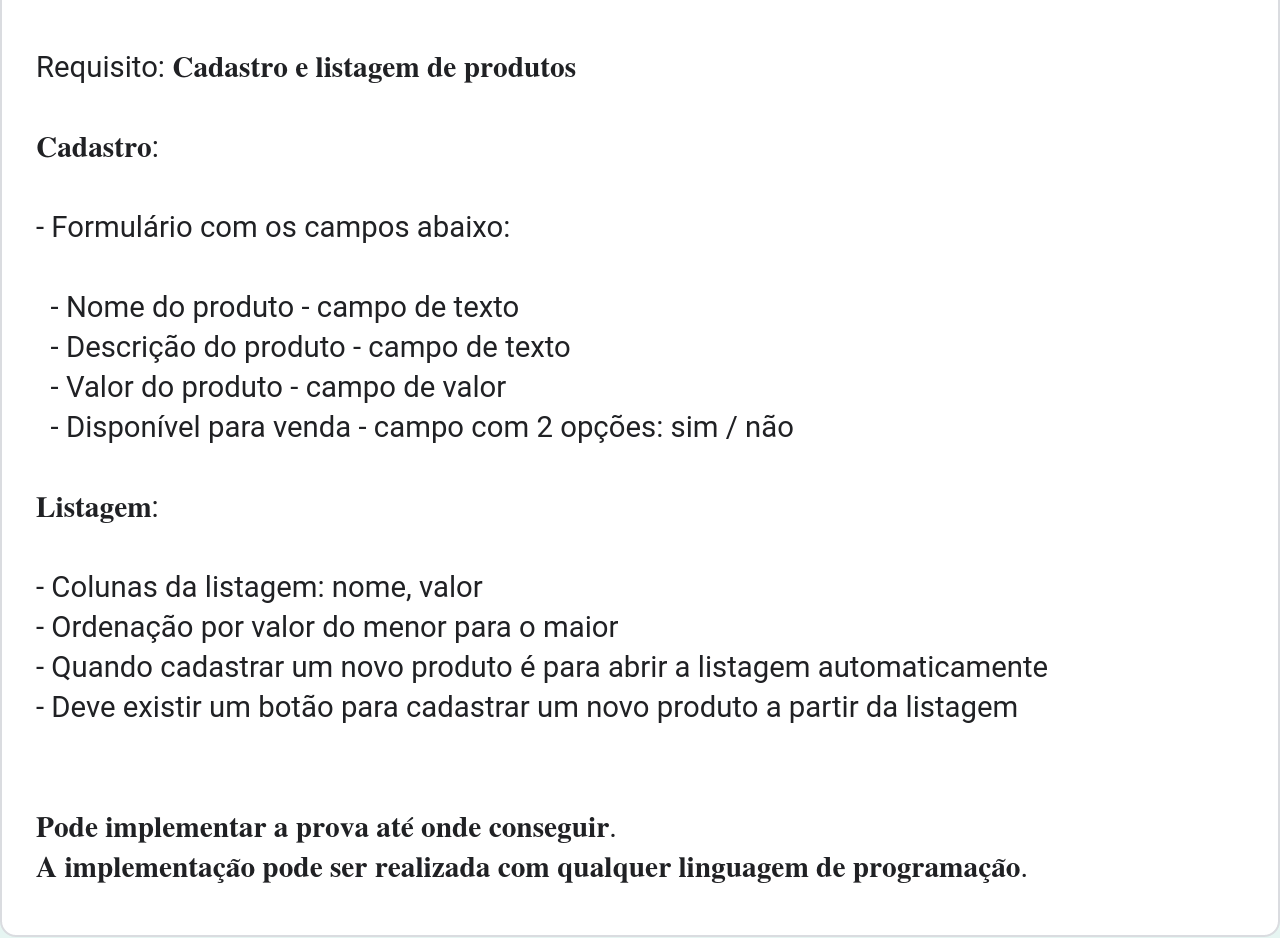 Requisito: Cadastro e listagem de produtos
Cadastro:
- Formulário com os campos abaixo:
- Nome do produto - campo de texto
- Descrição do produto - campo de texto
- Valor do produto - campo de valor
- Disponível para venda - campo com 2 opções: sim / não
Listagem:
- Colunas da listagem: nome, valor
- Ordenação por valor do menor para o maior
- Quando cadastrar um novo produto é para abrir a listagem automaticamente
- Deve existir um botão para cadastrar um novo produto a partir da listagem
Pode implementar a prova até onde conseguir.
A implementação pode ser realizada com qualquer linguagem de programação.